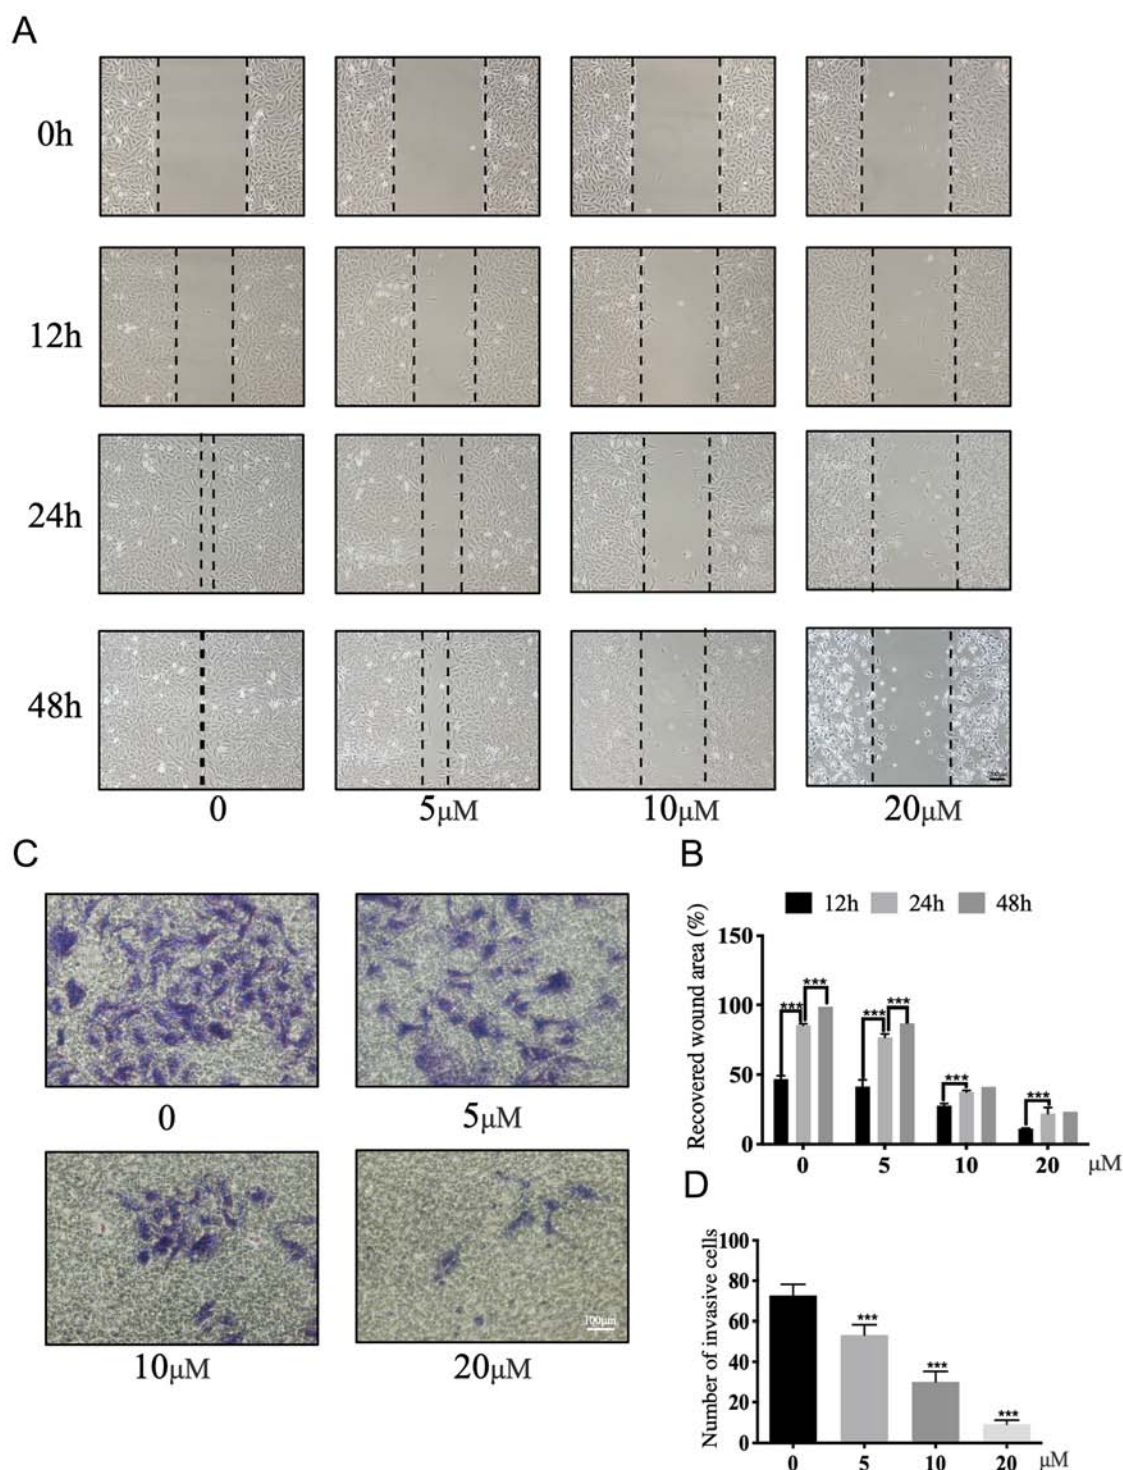 A
0h
12h
24h
48h
0 5μM 10μM 20μM
C
0 5μM
10μM 20μM
100μm
B
12h 24h 48h
Recovered wound area (%)
150
100
50
0
*** *** *** *** *** ***
0 5 10 20 μM
D
Number of invasive cells
100
80
60
40
20
0
*** *** ***
0 5 10 20 μM